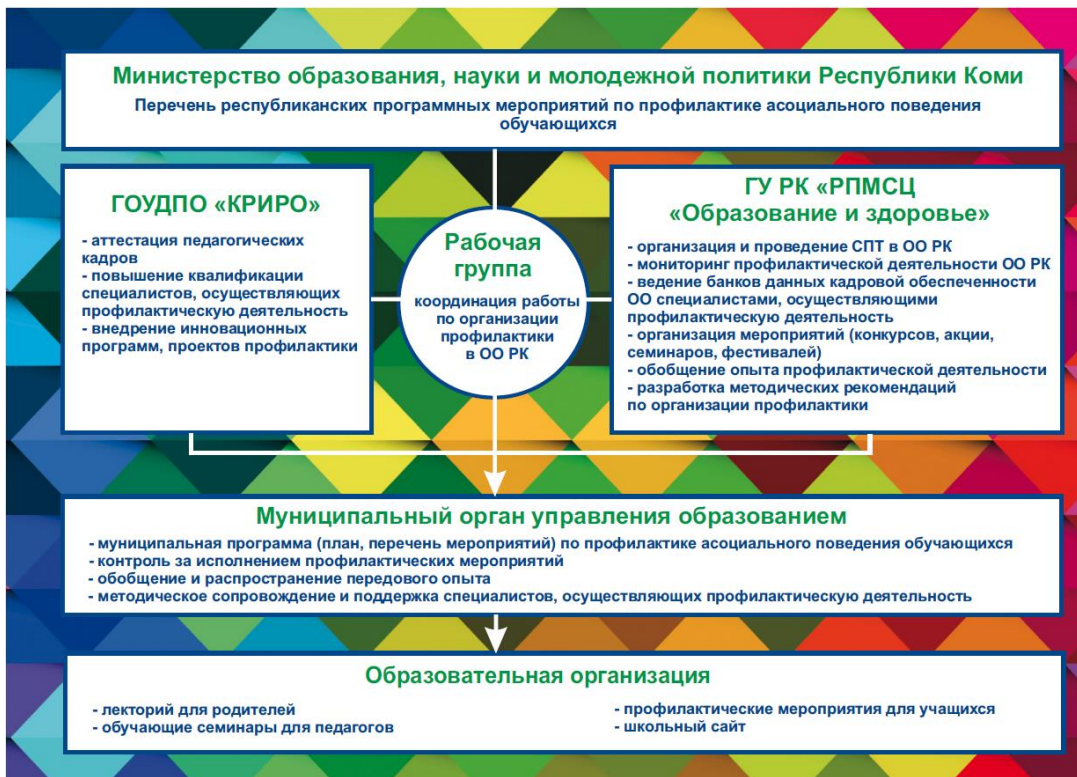 Министерство образования, науки и молодежной политики Республики Коми
Перечень республиканских программных мероприятий по профилактике асоциального поведения
обучающихся
ГОУДПО «КРИРО»
- аттестация педагогических
кадров
- повышение квалификации
специалистов, осуществляющих
профилактическую деятельность
- внедрение инновационных
программ, проектов профилактики
Рабочая
группа
координация работы
по организации
профилактики
в ОО РК
ГУ РК «РПМСЦ
«Образование и здоровье»
- организация и проведение СПТ в ОО РК
- мониторинг профилактической деятельности ОО РК
- ведение банков данных кадровой обеспеченности
ОО специалистами, осуществляющими
профилактическую деятельность
- организация мероприятий (конкурсов, акции,
семинаров, фестивалей)
- обобщение опыта профилактической деятельности
- разработка методических рекомендаций
по организации профилактики
Муниципальный орган управления образованием
- муниципальная программа (план, перечень мероприятий) по профилактике асоциального поведения обучающихся
- контроль за исполнением профилактических мероприятий
- обобщение и распространение передового опыта
- методическое сопровождение и поддержка специалистов, осуществляющих профилактическую деятельность
Образовательная организация
- лекторий для родителей
- обучающие семинары для педагогов
- профилактические мероприятия для учащихся
- школьный сайт